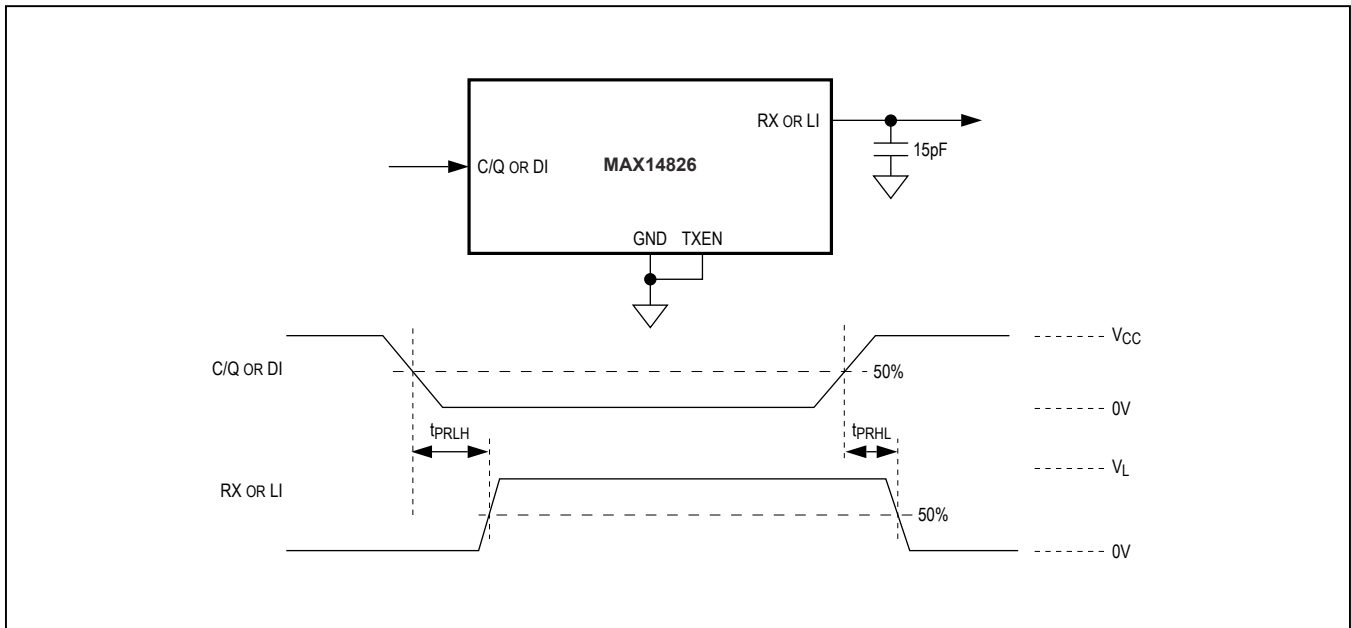 RX OR LI
15pF
C/Q OR DI
MAX14826
GND TXEN
VCC
C/Q OR DI
50%
0V
tPRLH
tPRHL
VL
RX OR LI
50%
0V